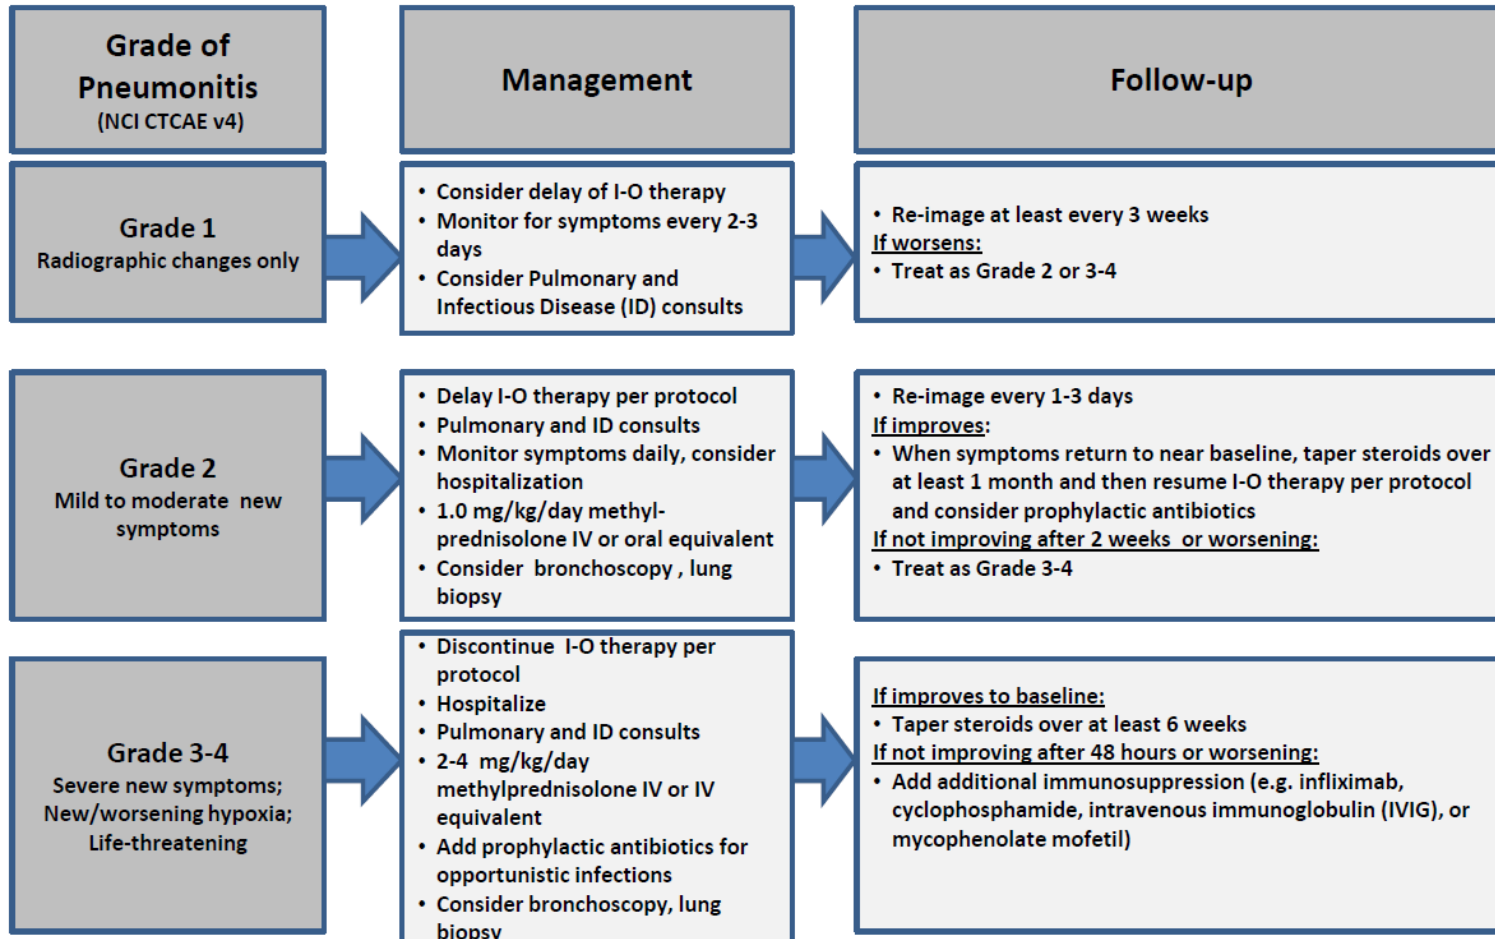 Grade of
Pneumonitis
(NCI CTCAE v4)
Management
Follow-up
Grade 1
Radiographic changes only
• Consider delay of I-O therapy
• Monitor for symptoms every 2-3
days
• Consider Pulmonary and
Infectious Disease (ID) consults
• Re-image at least every 3 weeks
If worsens:
• Treat as Grade 2 or 3-4
Grade 2
Mild to moderate new
symptoms
• Delay I-O therapy per protocol
• Pulmonary and ID consults
• Monitor symptoms daily, consider
hospitalization
• 1.0 mg/kg/day methyl-
prednisolone IV or oral equivalent
• Consider bronchoscopy , lung
biopsy
• Re-image every 1-3 days
If improves:
• When symptoms return to near baseline, taper steroids over
at least 1 month and then resume I-O therapy per protocol
and consider prophylactic antibiotics
If not improving after 2 weeks or worsening:
• Treat as Grade 3-4
Grade 3-4
Severe new symptoms;
New/worsening hypoxia;
Life-threatening
• Discontinue I-O therapy per
protocol
• Hospitalize
• Pulmonary and ID consults
• 2-4 mg/kg/day
methylprednisolone IV or IV
equivalent
• Add prophylactic antibiotics for
opportunistic infections
• Consider bronchoscopy, lung
biopsy
If improves to baseline:
• Taper steroids over at least 6 weeks
If not improving after 48 hours or worsening:
• Add additional immunosuppression (e.g. infliximab,
cyclophosphamide, intravenous immunoglobulin (IVIG), or
mycophenolate mofetil)